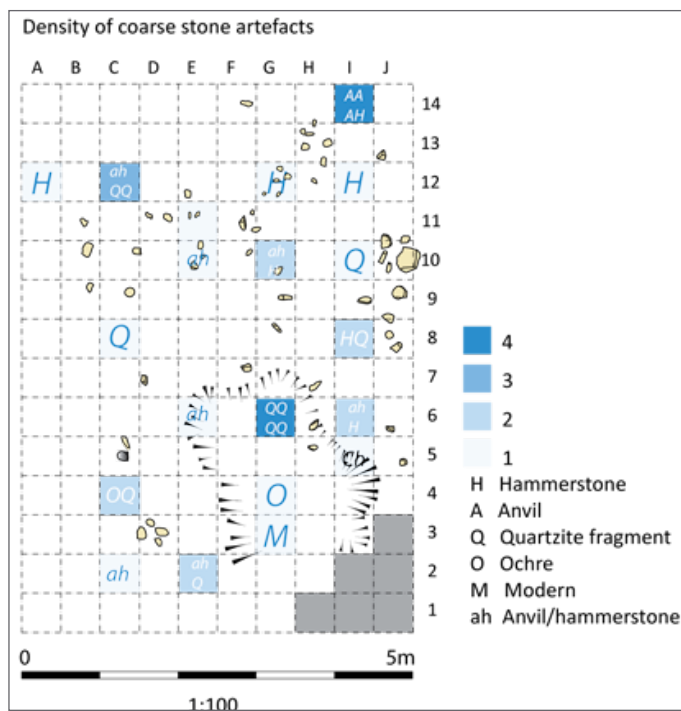 Density of coarse stone artefacts
A B C D E F G H I J
AA 14
AH
13
H ah H H 12
QQ
11
ah ah Q 10
9
Q HQ 8
7
ah QQ ah 6
QQ H
5
OQ O 4
M 3
ah ah 2
Q
1
4
3
2
1
H Hammerstone
A Anvil
Q Quartzite fragment
O Ochre
M Modern
ah Anvil/hammerstone
0 5m
1:100